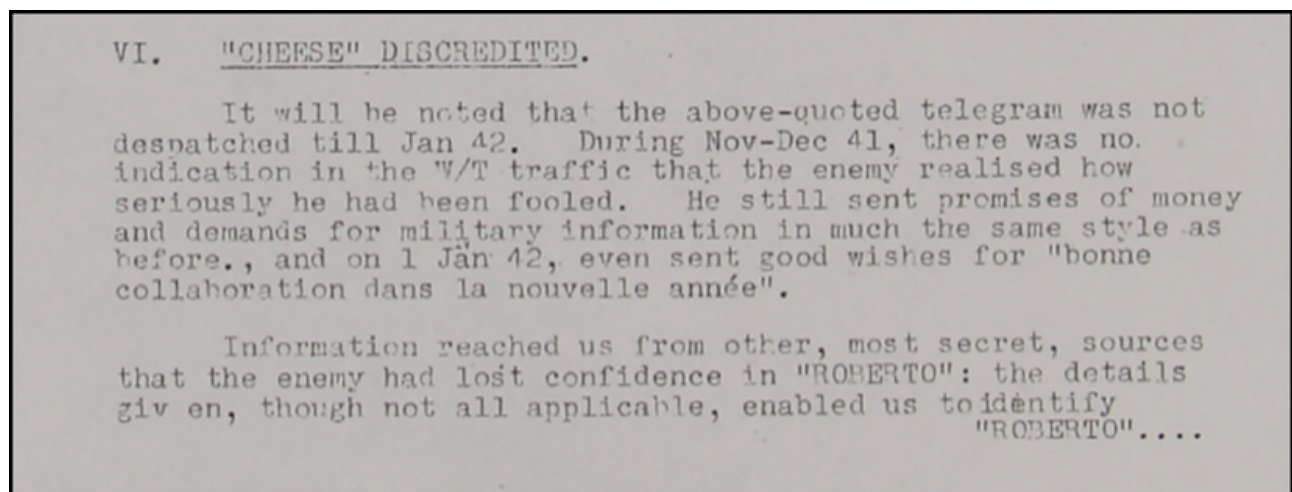 VI. "CHEESE" DISCREDITED.
It will be noted that the above-quoted telegram was not
despatched till Jan 42. During Nov-Dec 41, there was no.
indication in the W/T traffic that the enemy realised how
seriously he had been fooled. He still sent promises of money
and demands for military information in much the same style as
before., and on 1 Jan 42, even sent good wishes for "bonne
collaboration dans la nouvelle année".
Information reached us from other, most secret, sources
that the enemy had lost confidence in "ROBERTO": the details
giv en, though not all applicable, enabled us to identify
"ROBERTO"....